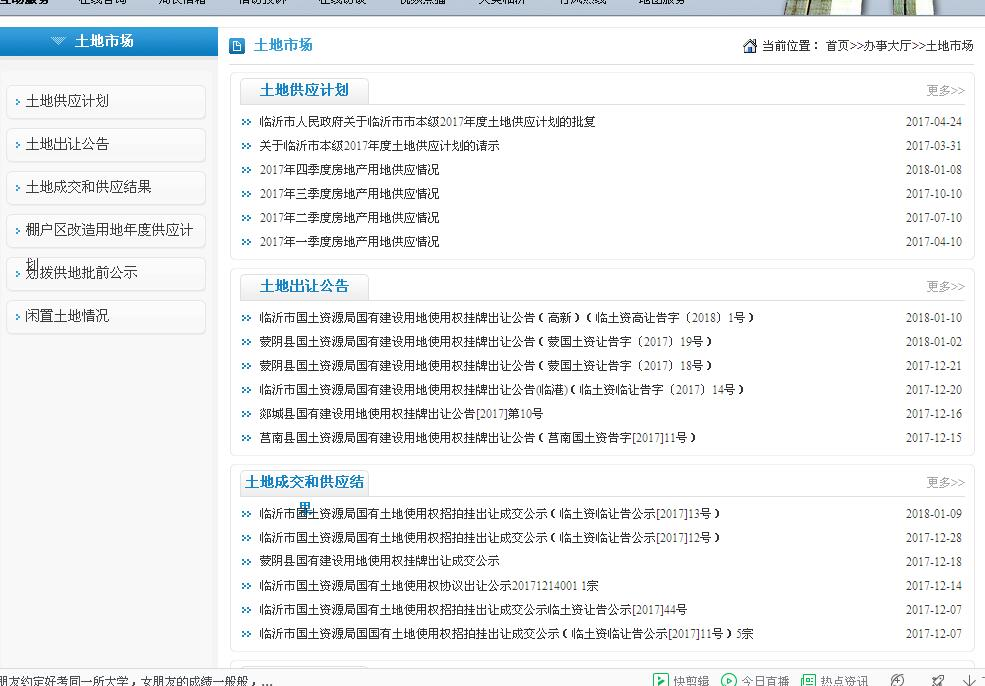 互动服务 在线咨询 局长信箱 信访投诉 在线访谈 视频点播 行风热线 地图服务
土地市场
土地供应计划
土地出让公告
土地成交和供应结果
棚户区改造用地年度供应计
划
划拨供地批前公示
闲置土地情况
土地市场 当前位置： 首页>>办事大厅>>土地市场
土地供应计划 更多>>
临沂市人民政府关于临沂市市本级2017年度土地供应计划的批复 2017-04-24
关于临沂市本级2017年度土地供应计划的请示 2017-03-31
2017年四季度房地产用地供应情况 2018-01-08
2017年三季度房地产用地供应情况 2017-10-10
2017年二季度房地产用地供应情况 2017-07-10
2017年一季度房地产用地供应情况 2017-04-10
土地出让公告 更多>>
临沂市国土资源局国有建设用地使用权挂牌出让公告（高新）（临土资高让告字〔2018〕1号） 2018-01-10
蒙阴县国土资源局国有建设用地使用权挂牌出让公告（蒙国土资让告字〔2017〕19号） 2018-01-02
蒙阴县国土资源局国有建设用地使用权挂牌出让公告（蒙国土资让告字〔2017〕18号） 2017-12-21
临沂市国土资源局国有建设用地使用权挂牌出让公告(临港)（临土资临让告字〔2017〕14号） 2017-12-20
郯城县国有建设用地使用权挂牌出让公告[2017]第10号 2017-12-16
莒南县国土资源局国有建设用地使用权挂牌出让公告（莒南国土资告字[2017]11号） 2017-12-15
土地成交和供应结 更多>>
果
临沂市国土资源局国有土地使用权招拍挂出让成交公示（临土资临让告公示[2017]13号） 2018-01-09
临沂市国土资源局国有土地使用权招拍挂出让成交公示（临土资临让告公示[2017]12号） 2017-12-28
蒙阴县国有建设用地使用权挂牌出让成交公示 2017-12-18
临沂市国土资源局国有土地使用权协议出让公示20171214001 1宗 2017-12-14
临沂市国土资源局国有土地使用权招拍挂出让成交公示临土资让告公示[2017]44号 2017-12-07
临沂市国土资源局国国有土地使用权招拍挂出让成交公示（临土资临让告公示[2017]11号）5宗 2017-12-07
朋友约定好考同一所大学，女朋友的成绩一般般，... 快剪辑 今日直播 热点资讯